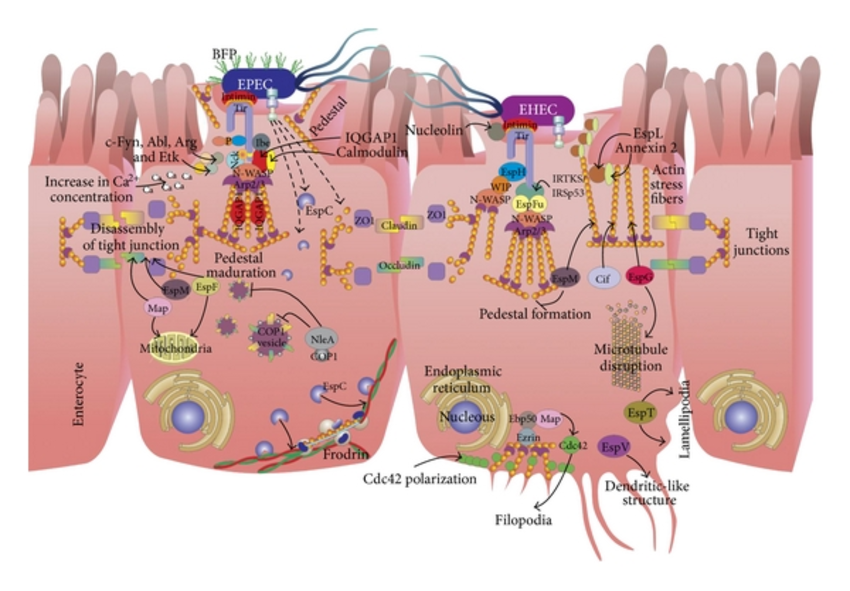 BFP
EPEC
Intimin
Tir
Pedestal
EHEC
Nucleolin
Intimin
Tir
EspL
Annexin 2
c-Fyn, Abl, Arg
and Etk
P
IQGAP1
Calmodulin
N-WASP
Arp2/3
Increase in Ca2+
concentration
EspH
WIP
N-WASP
IRTKS/
IRSp53
EspFu
N-WASP
Arp2/3
Actin
stress
fibers
EspC
ZO1
Claudin
ZO1
Occludin
Disassembly
of tight junction
Tight
junctions
Pedestal
maduration
EspM
EspF
Map
Mitochondria
COP1
vesicle
NleA
COP1
EspM
Cif
EspG
Pedestal formation
Microtubule
disruption
Enterocyte
EspC
Frodrin
Endoplasmic
reticulum
Nucleous
Ebp50
Map
Ezrin
Cdc42
EspT
Lamellipodia
EspV
Cdc42 polarization
Dendritic-like
structure
Filopodia